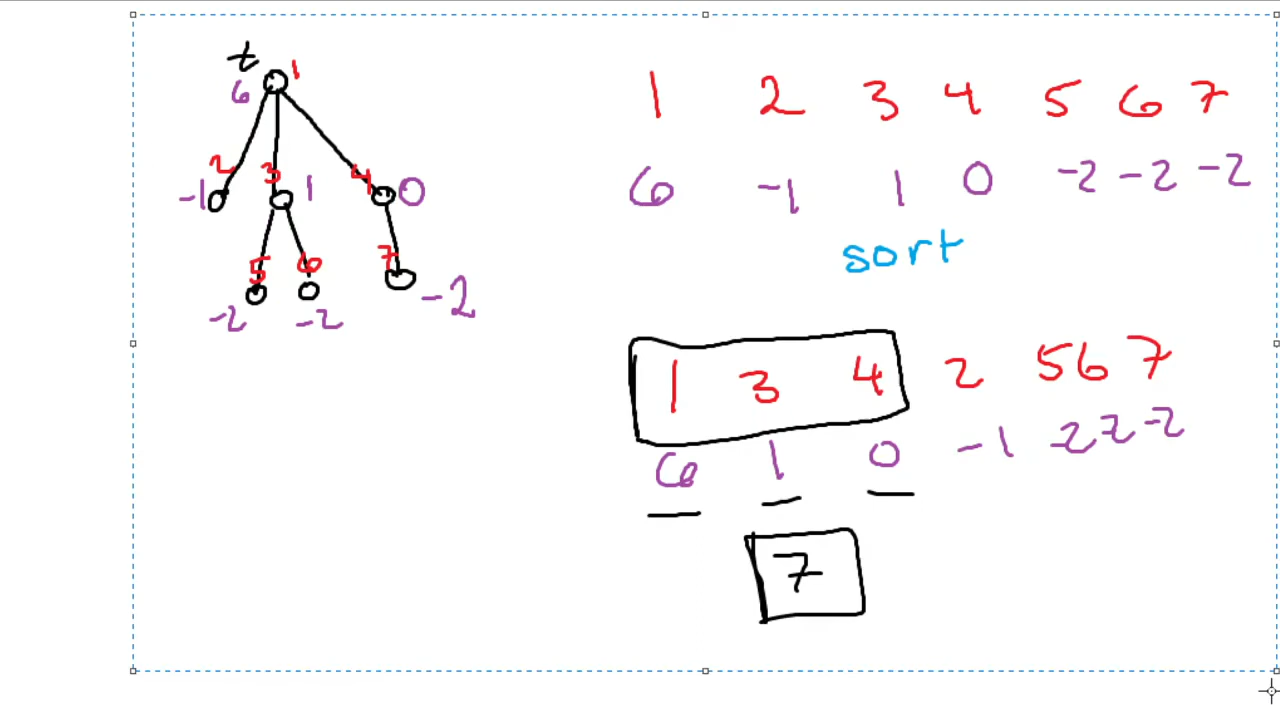 t
6 1
2 3 4
-1 1 0
5 6 7
-2 -2 -2
1 2 3 4 5 6 7
6 -1 1 0 -2 -2 -2
sort
1 3 4 2 5 6 7
6 1 0 -1 -2 -2 -2
7